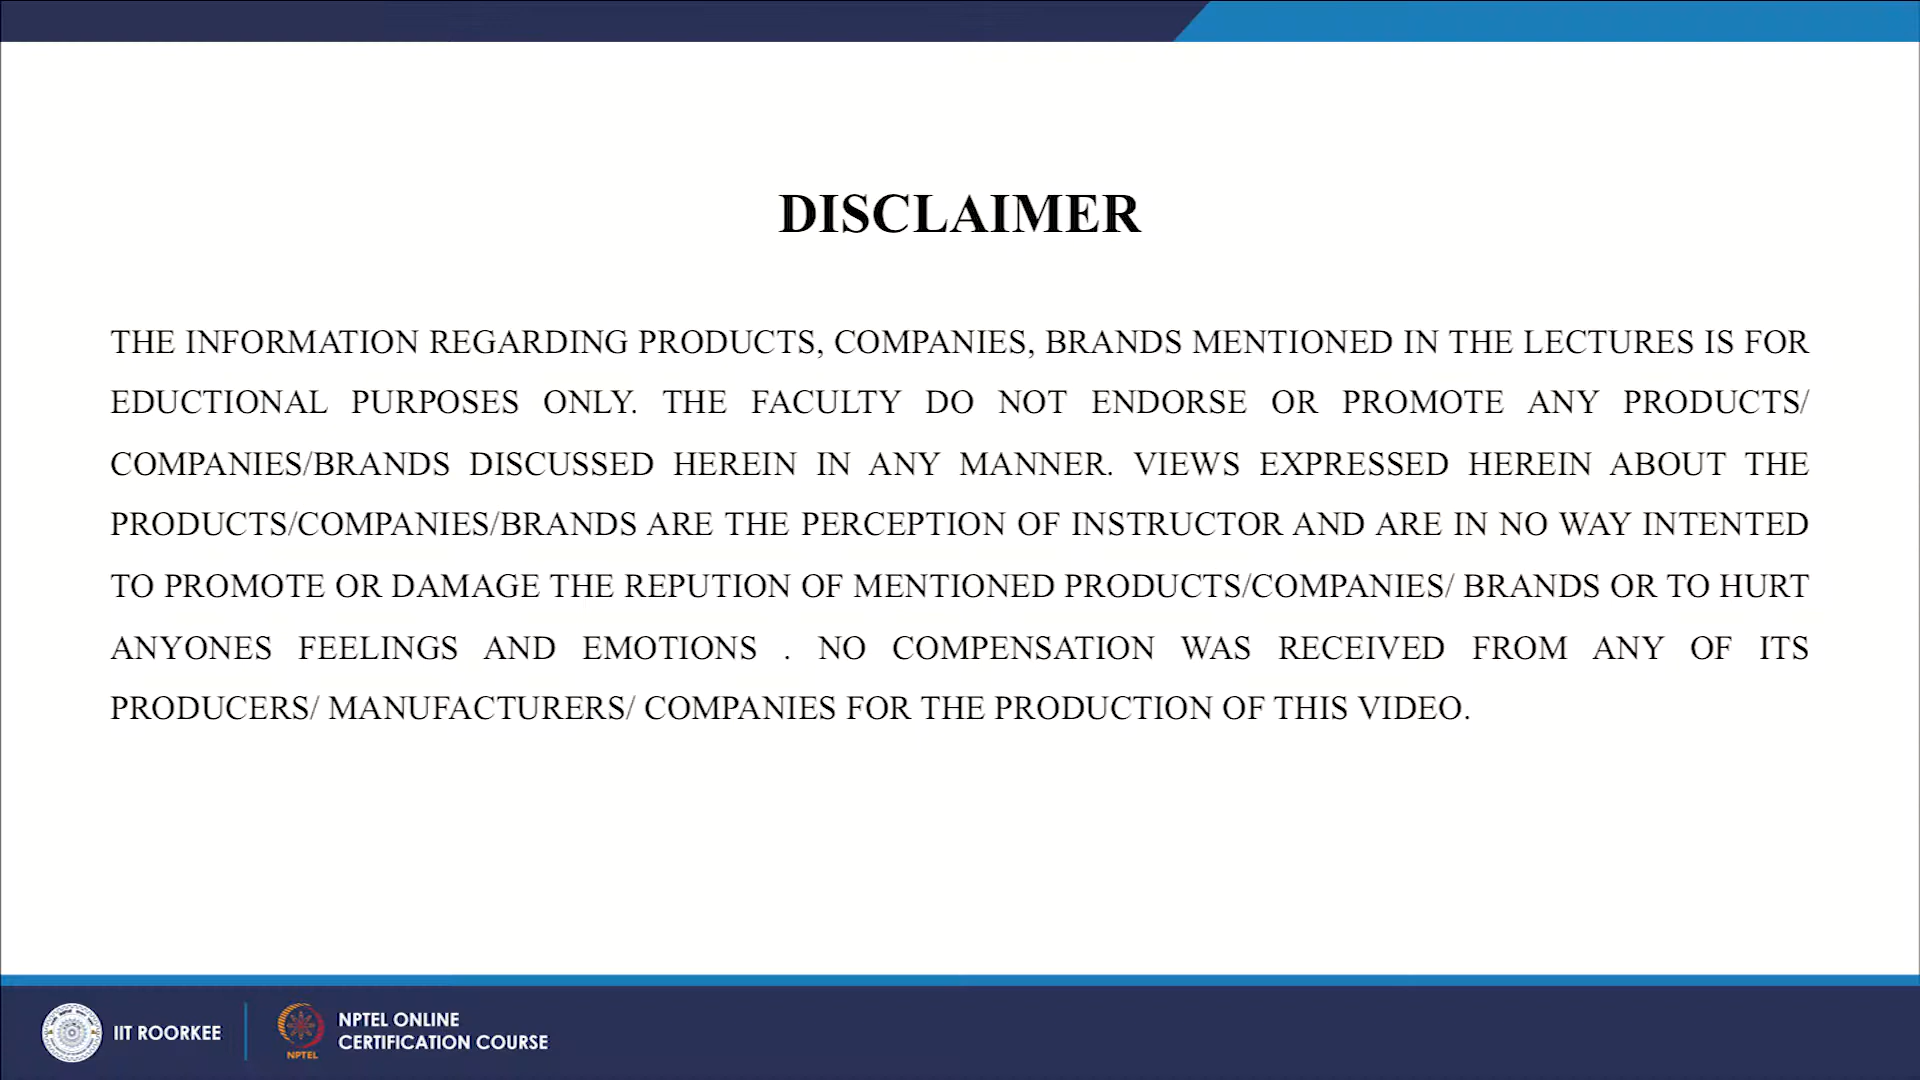 DISCLAIMER
THE INFORMATION REGARDING PRODUCTS, COMPANIES, BRANDS MENTIONED IN THE LECTURES IS FOR
EDUCTIONAL PURPOSES ONLY. THE FACULTY DO NOT ENDORSE OR PROMOTE ANY PRODUCTS/
COMPANIES/BRANDS DISCUSSED HEREIN IN ANY MANNER. VIEWS EXPRESSED HEREIN ABOUT THE
PRODUCTS/COMPANIES/BRANDS ARE THE PERCEPTION OF INSTRUCTOR AND ARE IN NO WAY INTENTED
TO PROMOTE OR DAMAGE THE REPUTION OF MENTIONED PRODUCTS/COMPANIES/ BRANDS OR TO HURT
ANYONES FEELINGS AND EMOTIONS . NO COMPENSATION WAS RECEIVED FROM ANY OF ITS
PRODUCERS/ MANUFACTURERS/ COMPANIES FOR THE PRODUCTION OF THIS VIDEO.
IIT ROORKEE
NPTEL
NPTEL ONLINE
CERTIFICATION COURSE